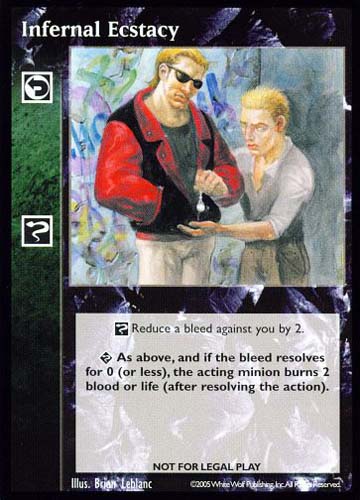 Infernal Ecstacy
Reduce a bleed against you by 2.
As above, and if the bleed resolves
for 0 (or less), the acting minion burns 2
blood or life (after resolving the action).
NOT FOR LEGAL PLAY
Illus. Brian Leblanc
©2005 White Wolf Publishing, Inc. All Rights Reserved.